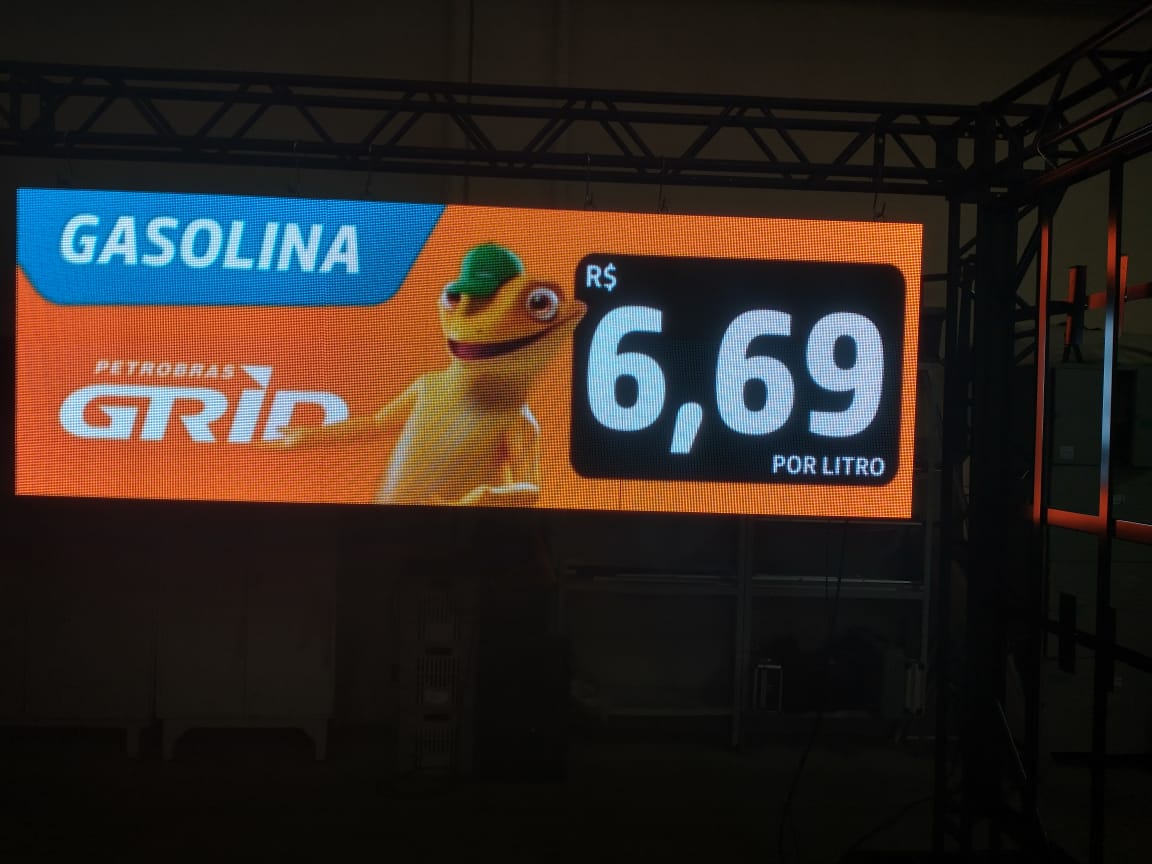 GASOLINA
PETROBRAS
GRID
R$
6,69
POR LITRO